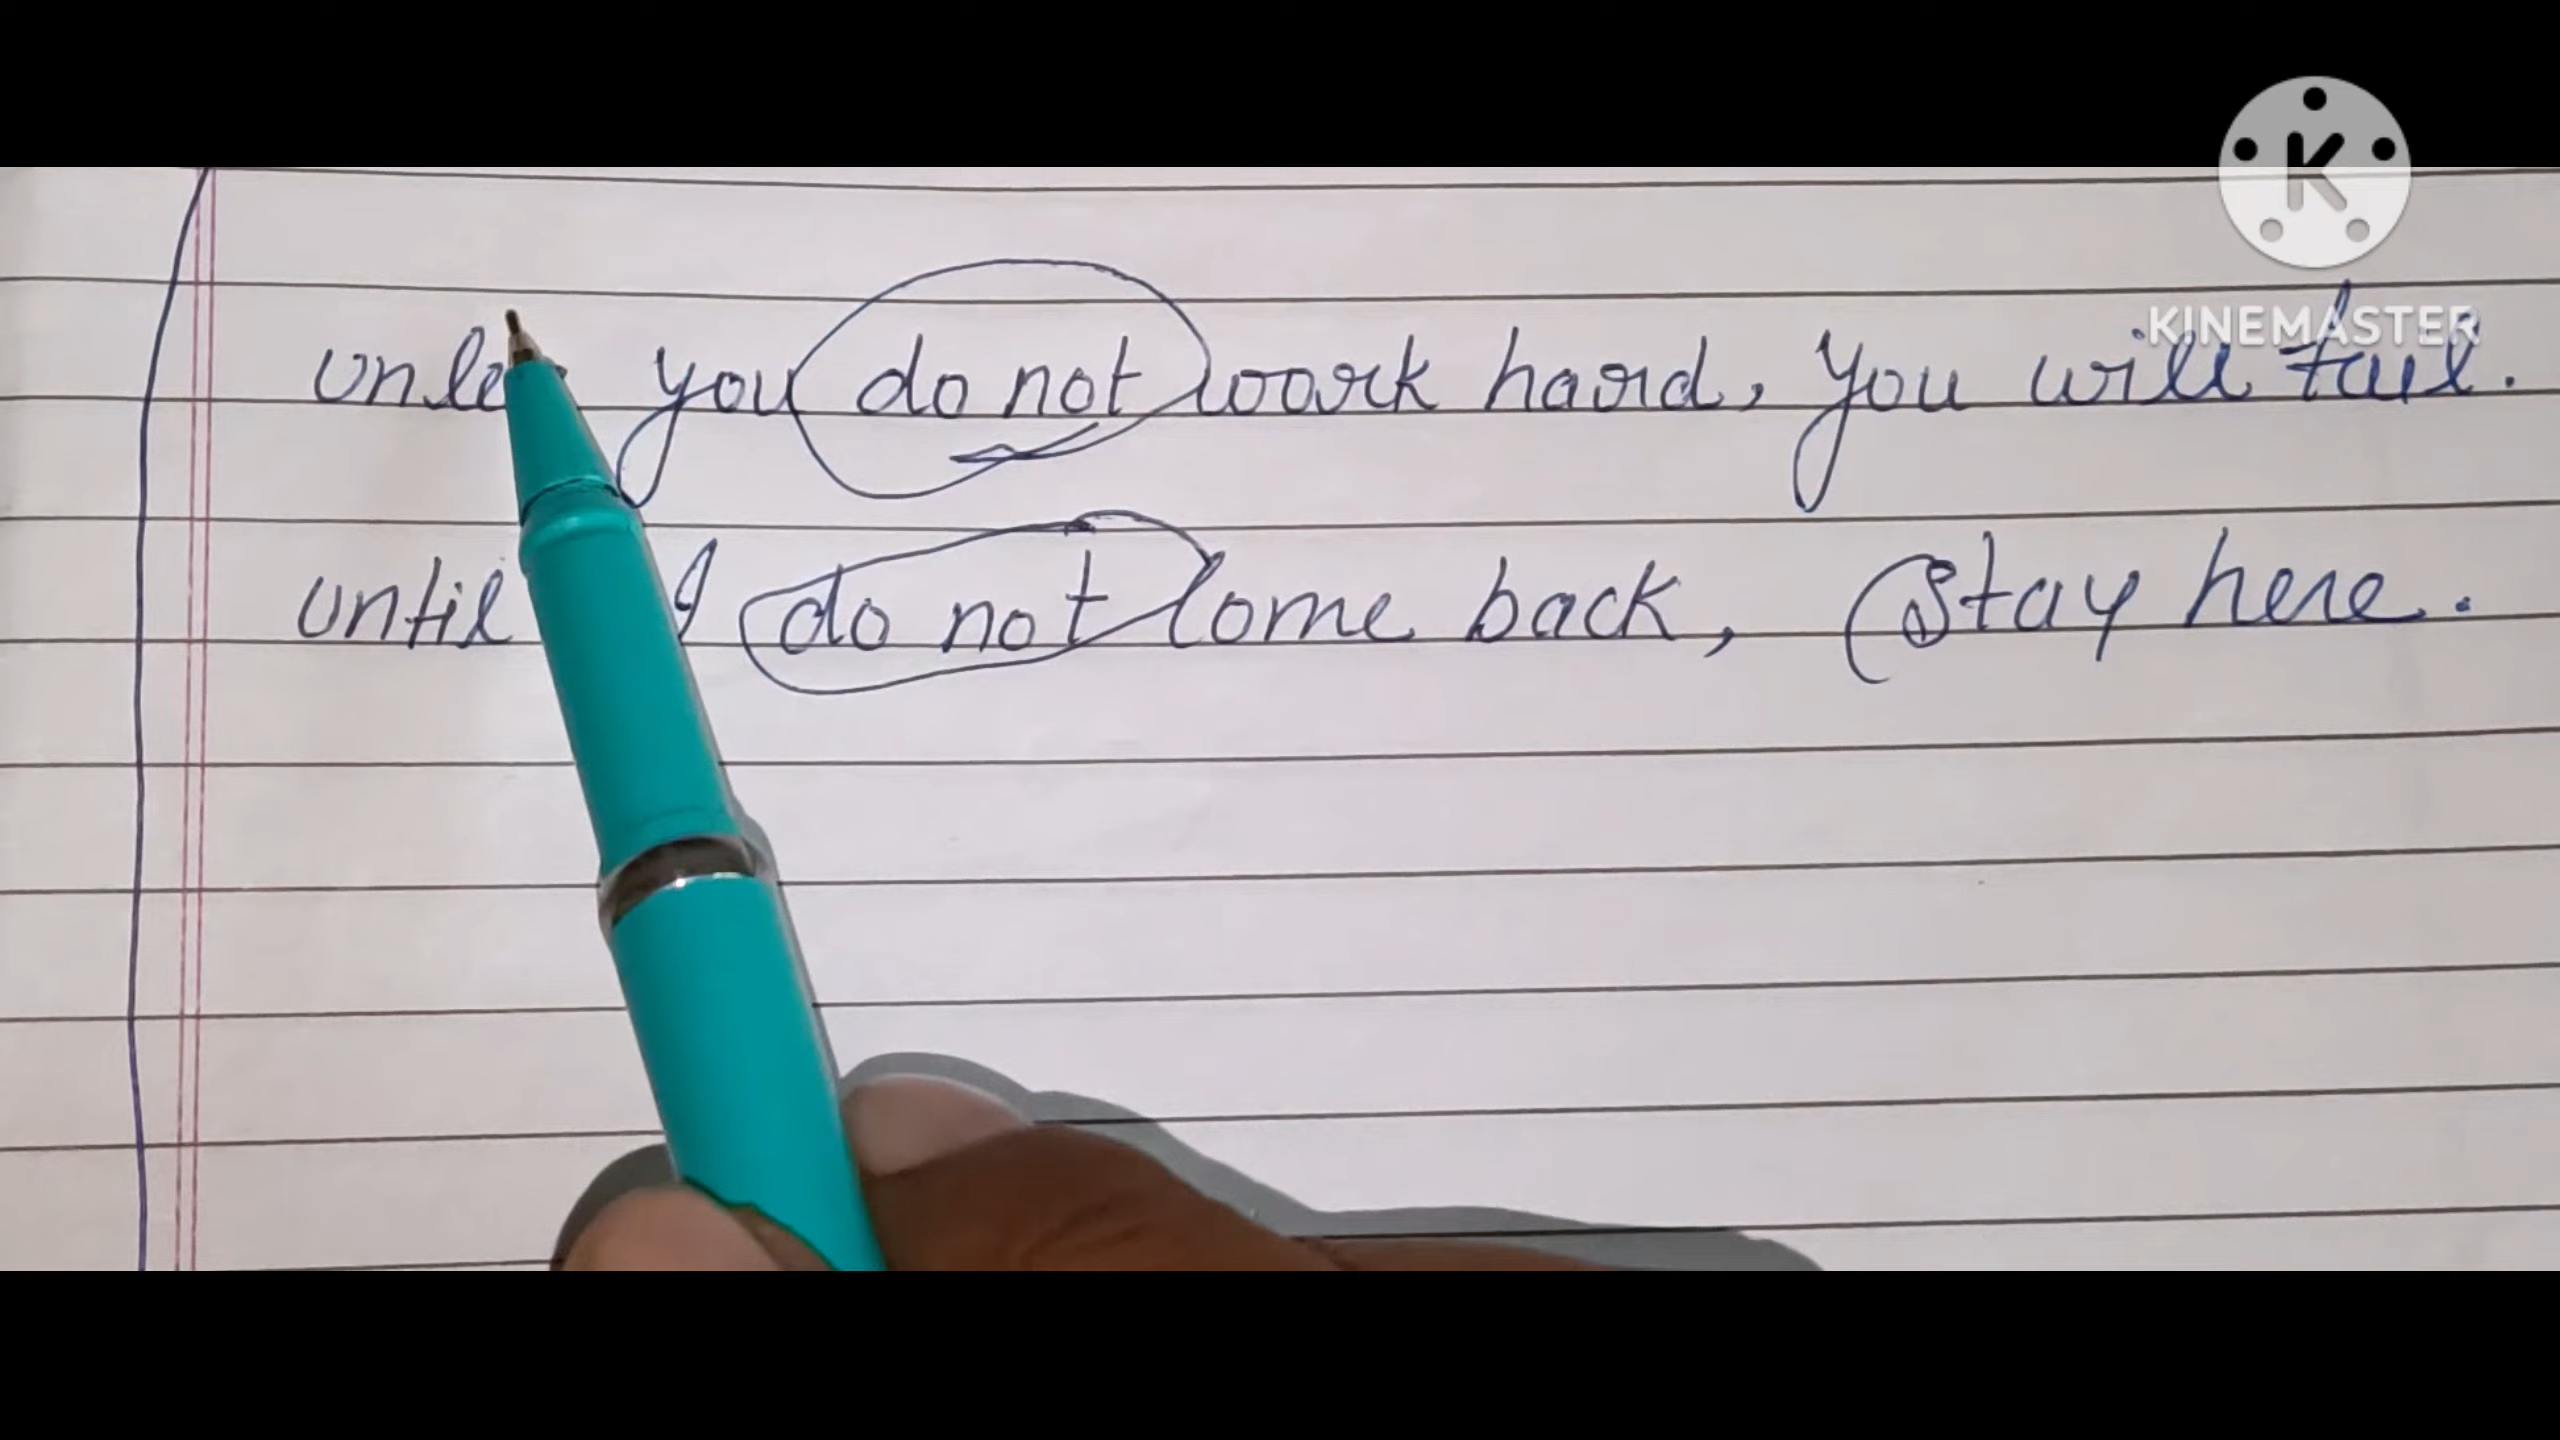 KINEMASTER
you do not work hard, you will fail.
until I do not come back, Stay here.